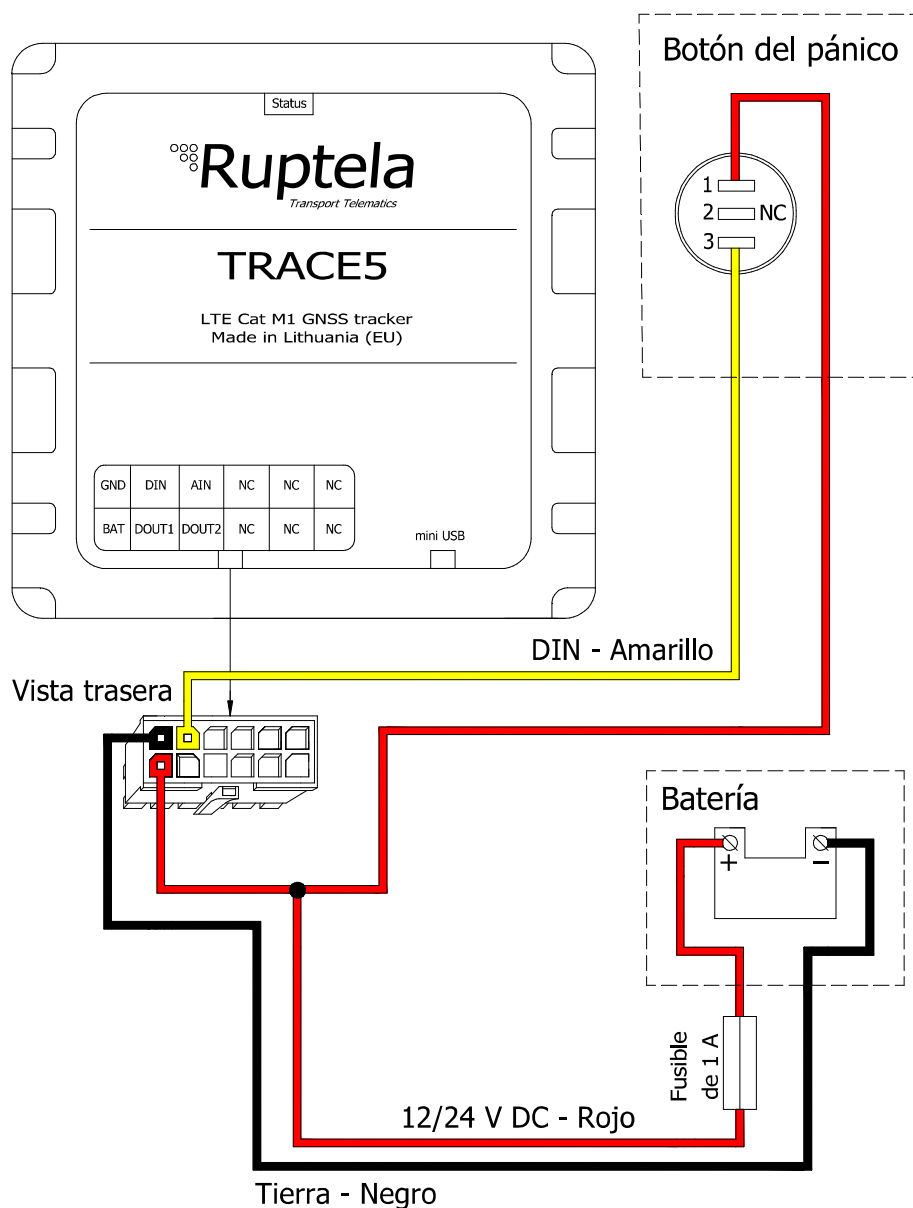 Botón del pánico
Status
Ruptela
Transport Telematics
TRACE5
LTE Cat M1 GNSS tracker
Made in Lithuania (EU)
1
2 NC
3
GND DIN AIN NC NC NC
BAT DOUT1 DOUT2 NC NC NC
mini USB
DIN - Amarillo
Vista trasera
Batería
+ -
Fusible
de 1 A
12/24 V DC - Rojo
Tierra - Negro